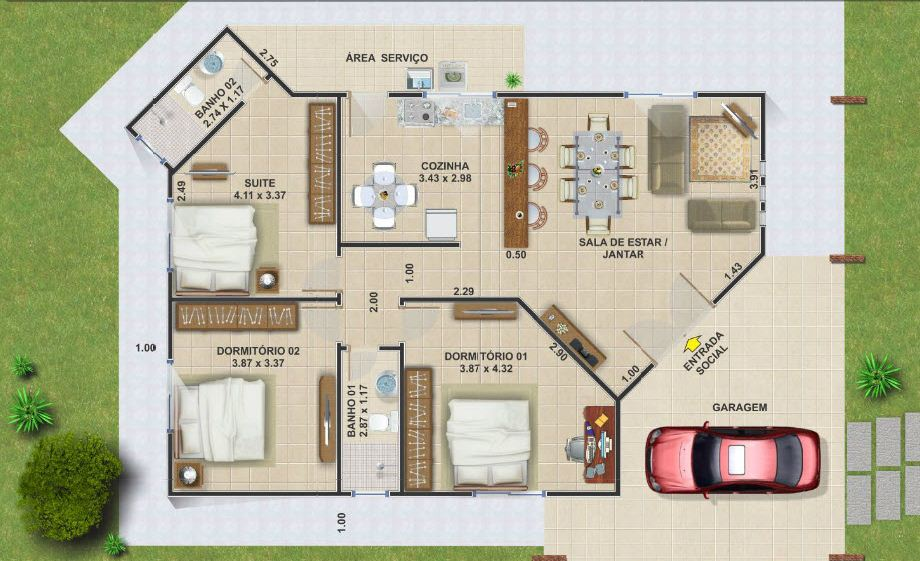 2.75
ÁREA SERVIÇO
BANHO 02
2.74 X 1.17
COZINHA
3.43 x 2.98
2.49
SUITE
4.11 x 3.37
3.91
SALA DE ESTAR /
JANTAR
0.50
1.00
1.43
2.29
2.00
1.00
DORMITÓRIO 02
3.87 x 3.37
DORMITÓRIO 01
3.87 x 4.32
2.90
1.00
ENTRADA
SOCIAL
BANHO 01
2.87 x 1.17
GARAGEM
1.00